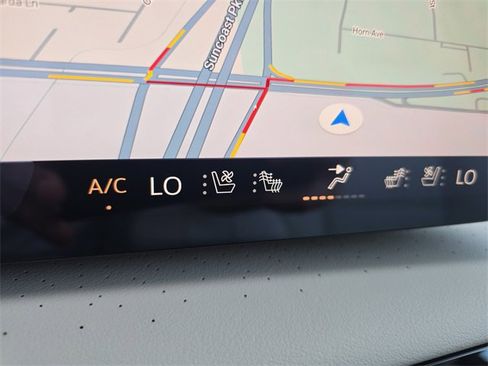 Suncoast Pk
Horn Ave
A/C LO LO